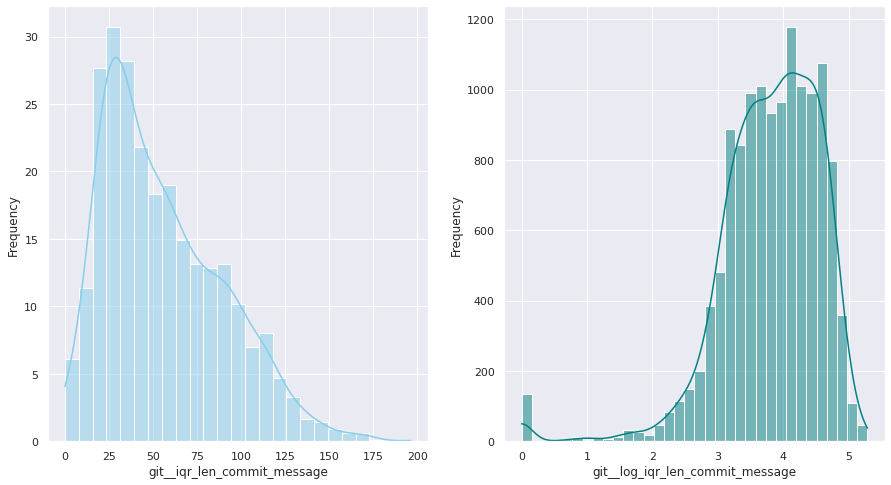 30
25
20
15
10
5
0
Frequency
0 25 50 75 100 125 150 175 200
git__iqr_len_commit_message
1200
1000
800
600
400
200
0
Frequency
0 1 2 3 4 5
git__log_iqr_len_commit_message